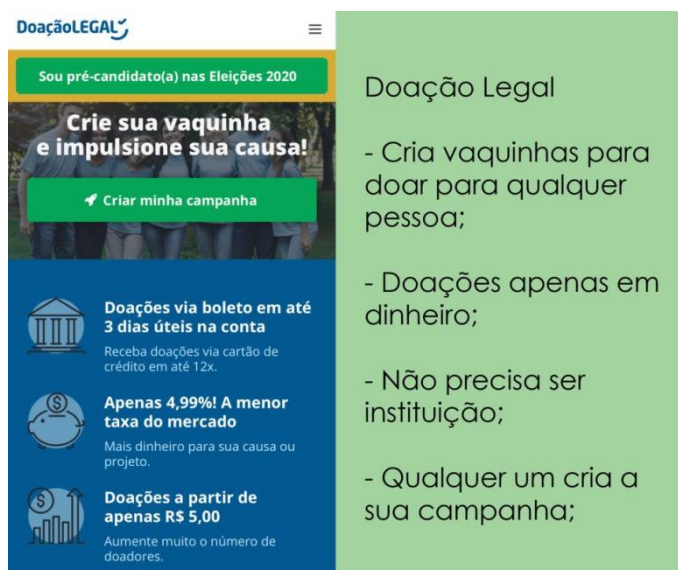 DoaçãoLEGAL
Sou pré-candidato(a) nas Eleições 2020
Crie sua vaquinha
e impulsione sua causa!
Criar minha campanha
Doações via boleto em até
3 dias úteis na conta
Receba doações via cartão de
crédito em até 12x.
Apenas 4,99%! A menor
taxa do mercado
Mais dinheiro para sua causa ou
projeto.
Doações a partir de
apenas R$ 5,00
Aumente muito o número de
doadores.
Doação Legal
- Cria vaquinhas para
doar para qualquer
pessoa;
- Doações apenas em
dinheiro;
- Não precisa ser
instituição;
- Qualquer um cria a
sua campanha;